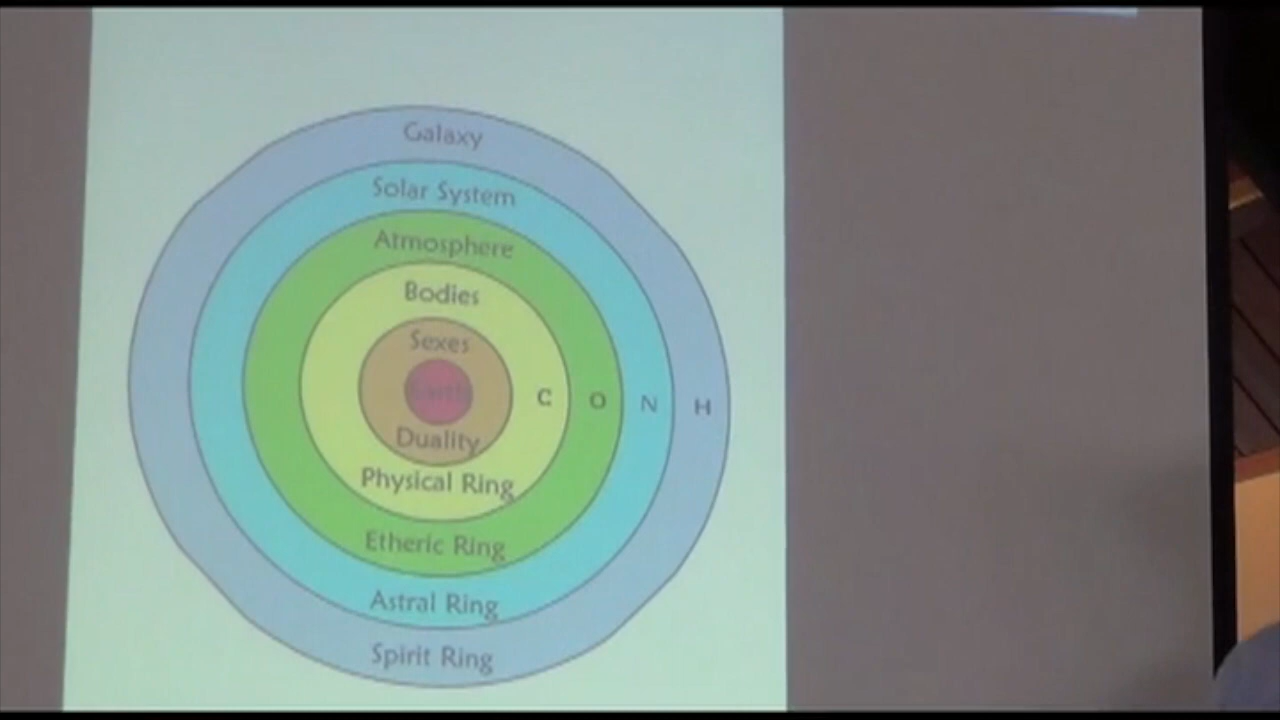 Galaxy
Solar System
Atmosphere
Bodies
Sexes
Earth
C O N H
Duality
Physical Ring
Etheric Ring
Astral Ring
Spirit Ring